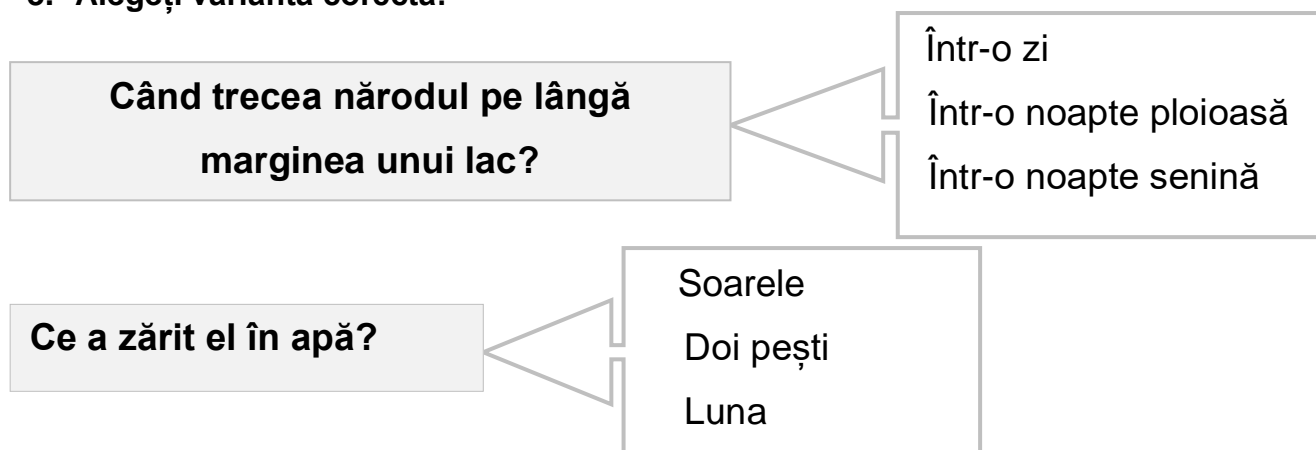 Când trecea nărodul pe lângă
marginea unui lac?
Într-o zi
Într-o noapte ploioasă
Într-o noapte senină
Ce a zărit el în apă?
Soarele
Doi pești
Luna